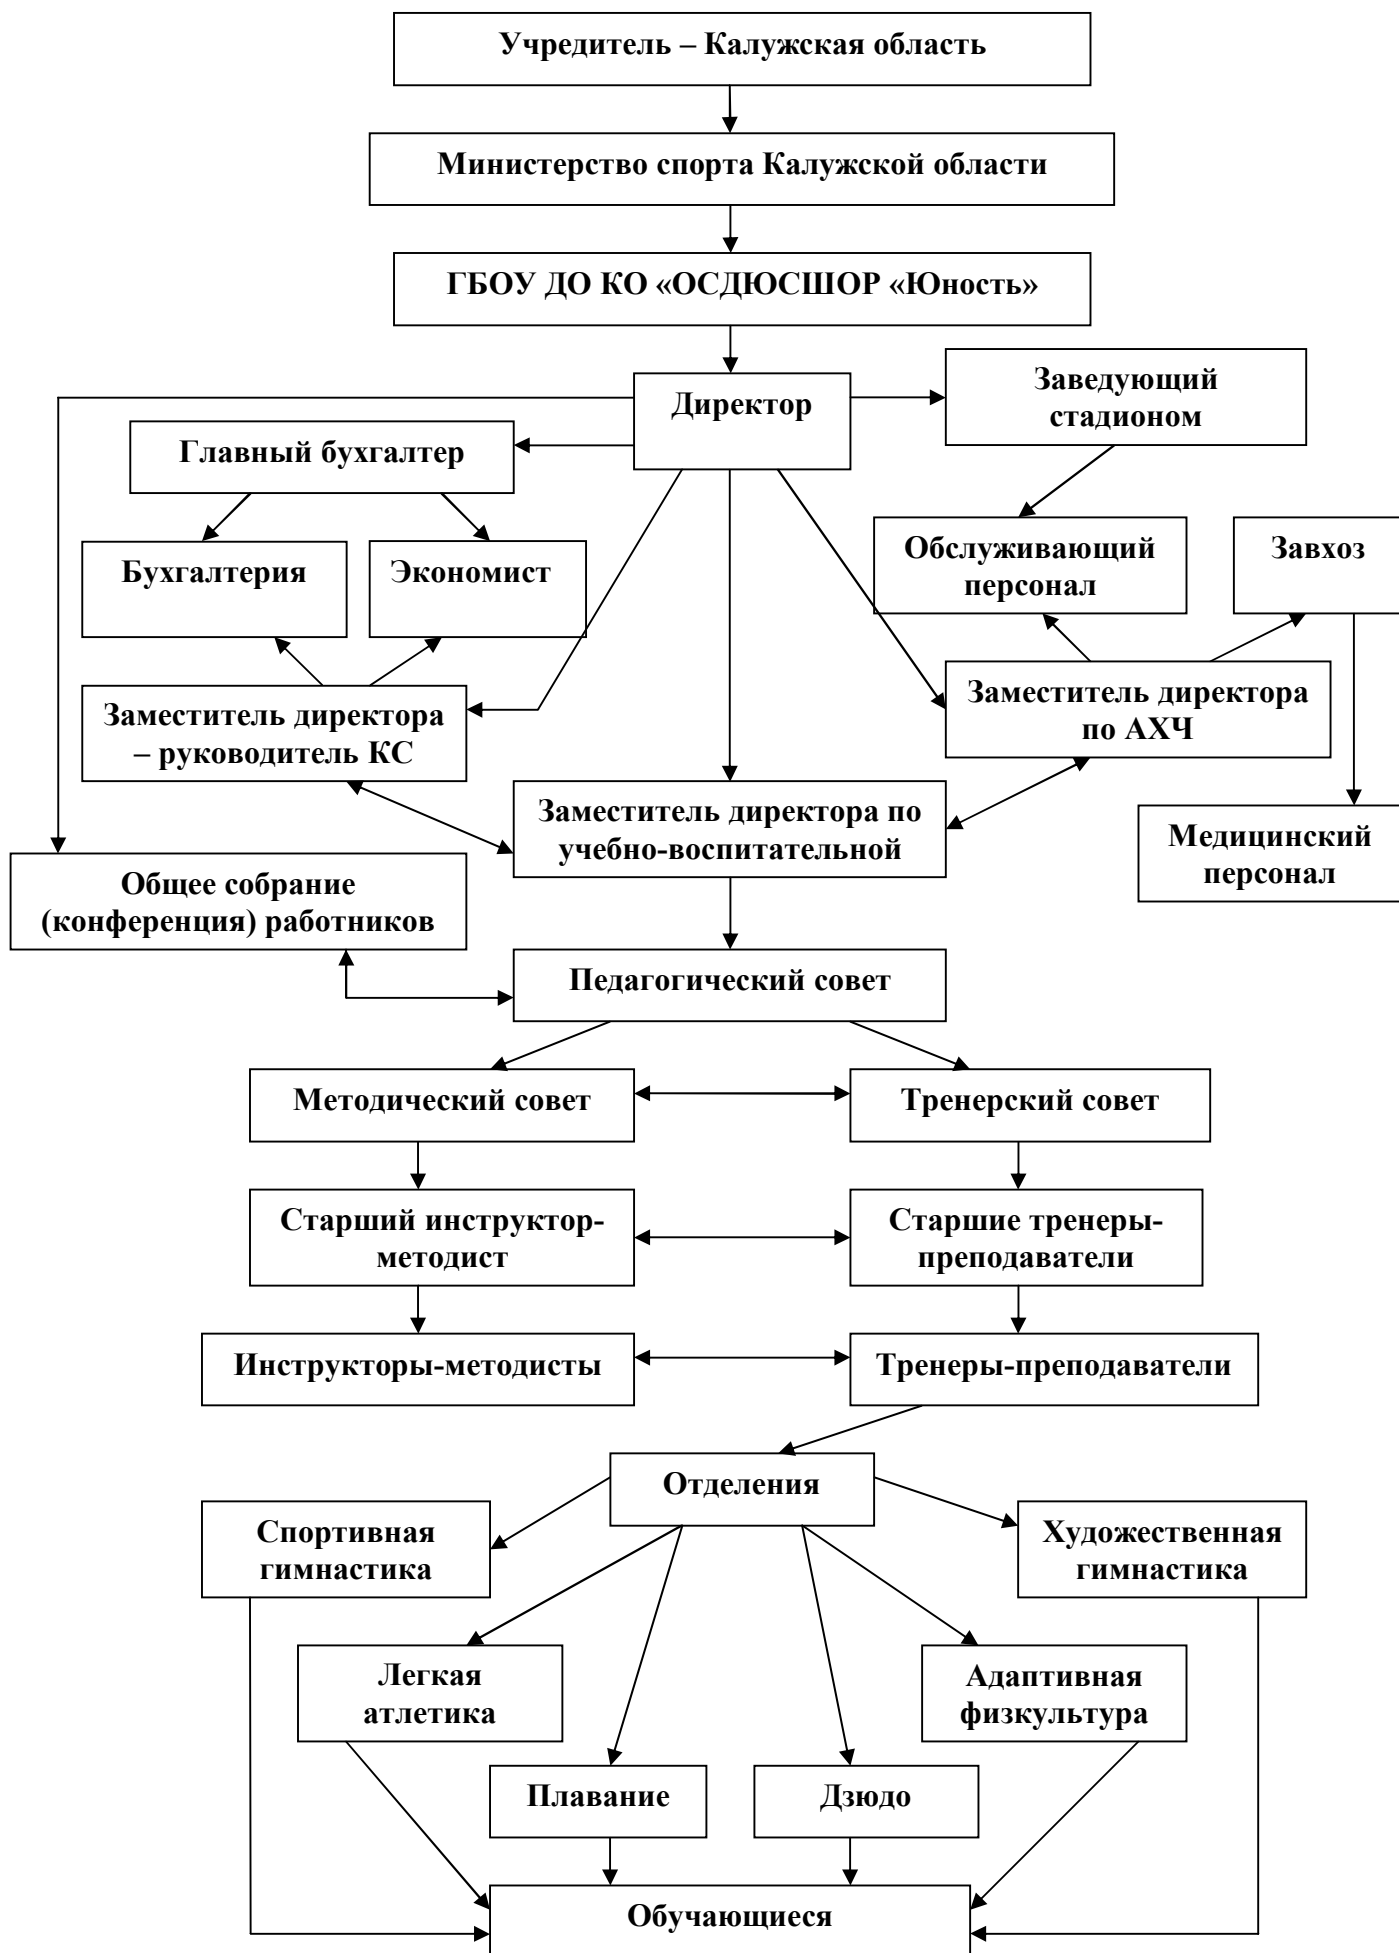 Учредитель – Калужская область
Министерство спорта Калужской области
ГБОУ ДО КО «ОСДЮСШОР «Юность»
Директор
Заведующий
стадионом
Главный бухгалтер
Бухгалтерия
Экономист
Обслуживающий
персонал
Завхоз
Заместитель директора
– руководитель КС
Заместитель директора
по АХЧ
Заместитель директора по
учебно-воспитательной
Медицинский
персонал
Общее собрание
(конференция) работников
Педагогический совет
Методический совет
Тренерский совет
Старший инструктор-
методист
Старшие тренеры-
преподаватели
Инструкторы-методисты
Тренеры-преподаватели
Отделения
Спортивная
гимнастика
Художественная
гимнастика
Легкая
атлетика
Адаптивная
физкультура
Плавание
Дзюдо
Обучающиеся